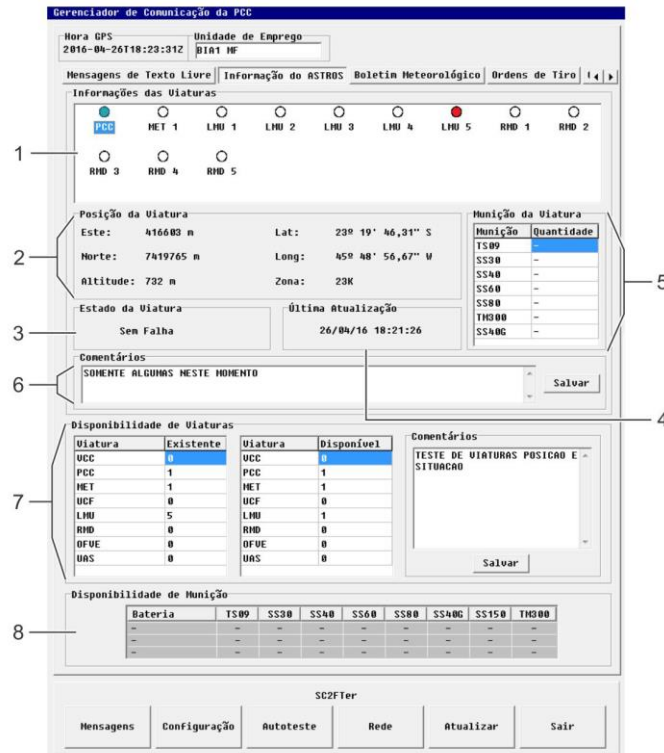 Gerenciador de Comunicação da PCC
Hora GPS
2016-04-26T18:23:31Z
Unidade de Emprego
BIA1 MF
Mensagens de Texto Livre Informação do ASTROS Boletim Meteorológico Ordens de Tiro
Informações das Viaturas
PCC MET 1 LMU 1 LMU 2 LMU 3 LMU 4 LMU 5 RMD 1 RMD 2
RMD 3 RMD 4 RMD 5
1
Posição da Viatura
Este: 416603 m Lat: 23º 19' 46,31" S
Norte: 7419765 m Long: 45º 48' 56,67" W
Altitude: 732 m Zona: 23K
2
Munição da Viatura
Munição Quantidade
TS09 -
SS30 -
SS40 -
SS60 -
SS80 -
TM300 -
SS40G -
5
Estado da Viatura
Sem Falha
3
Última Atualização
26/04/16 18:21:26
4
Comentários
SOMENTE ALGUMAS NESTE MOMENTO
Salvar
6
Disponibilidade de Viaturas
Viatura Existente
VCC 0
PCC 1
MET 1
UCF 0
LMU 5
RMD 0
OFVE 0
UAS 0
Viatura Disponível
VCC 0
PCC 1
MET 1
UCF 0
LMU 1
RMD 0
OFVE 0
UAS 0
Comentários
TESTE DE VIATURAS POSICAO E
SITUACAO
Salvar
7
Disponibilidade de Munição
Bateria TS09 SS30 SS40 SS60 SS80 SS40G SS150 TM300
- - - - - - - - -
- - - - - - - - -
- - - - - - - - -
8
SC2FTer
Mensagens Configuração Autoteste Rede Atualizar Sair